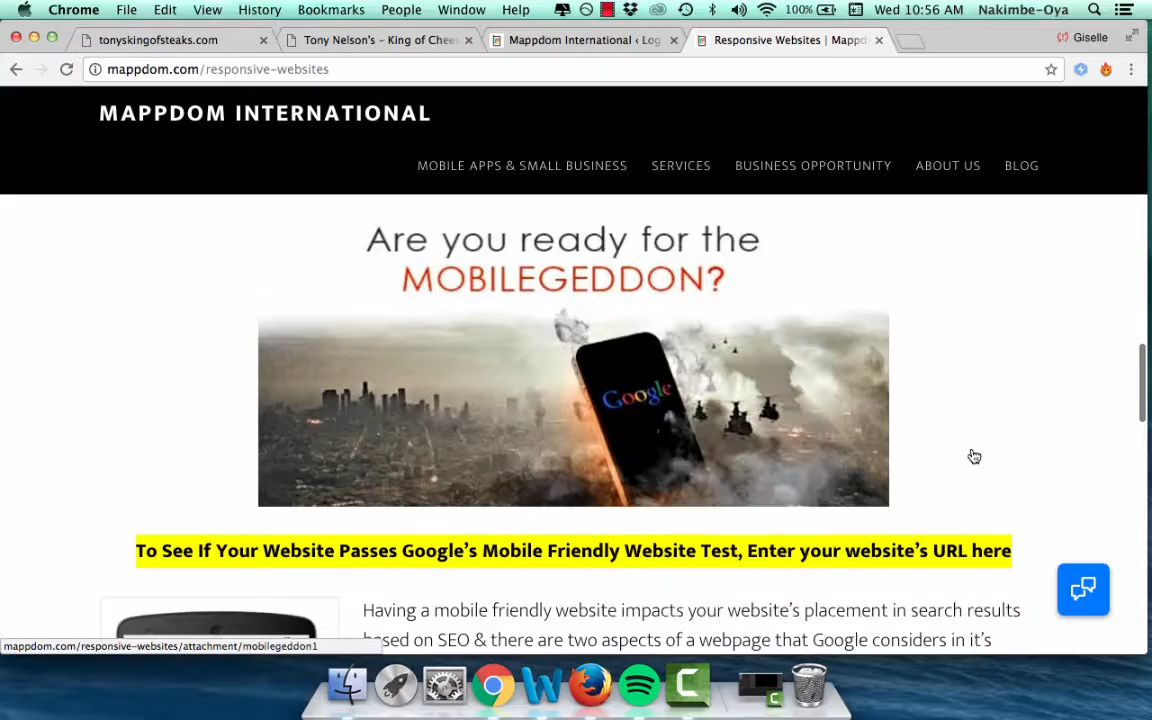 Chrome File Edit View History Bookmarks People Window Help 100% Wed 10:56 AM Nakimbe-Oya
tonyskingofsteaks.com Tony Nelson's – King of Chee Mappdom International ‹ Log Responsive Websites | Mappd Giselle
mappdom.com/responsive-websites
MAPPDOM INTERNATIONAL
MOBILE APPS & SMALL BUSINESS SERVICES BUSINESS OPPORTUNITY ABOUT US BLOG
Are you ready for the
MOBILEGEDDON?
Google
To See If Your Website Passes Google's Mobile Friendly Website Test, Enter your website's URL here
Having a mobile friendly website impacts your website's placement in search results
based on SEO & there are two aspects of a webpage that Google considers in it's
mappdom.com/responsive-websites/attachment/mobilegeddon1